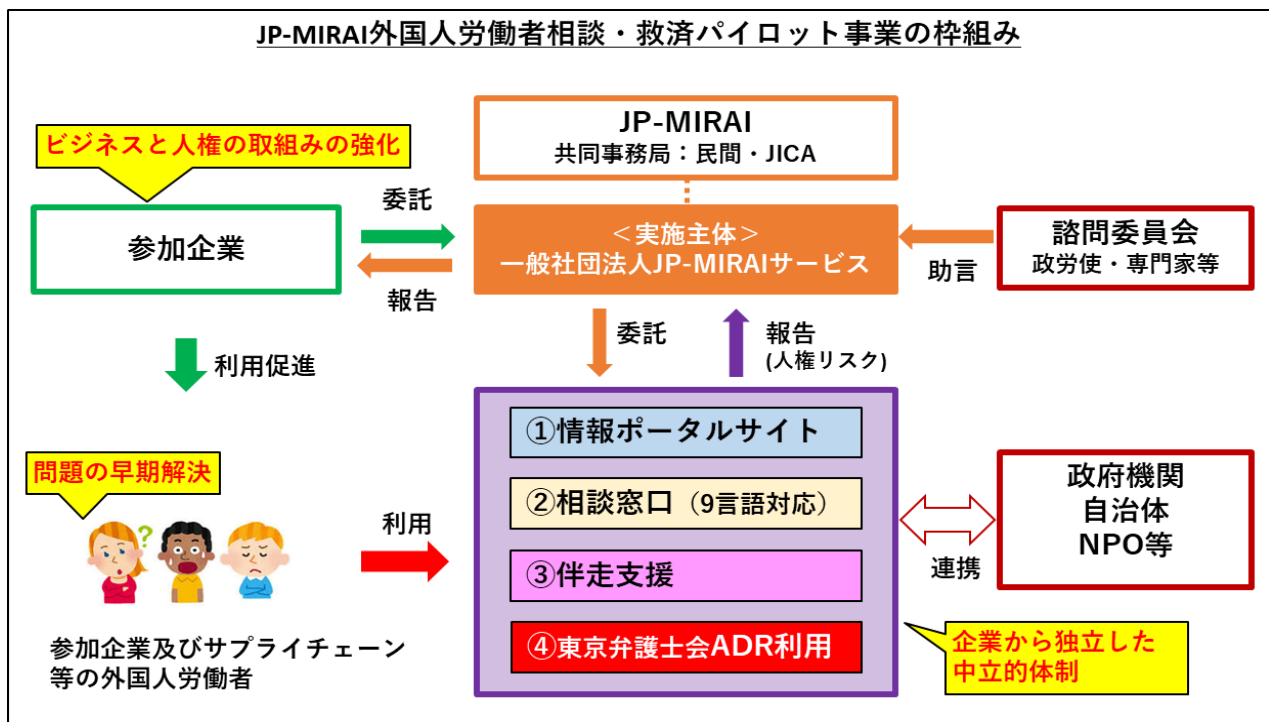 JP-MIRAI外国人労働者相談・救済パイロット事業の枠組み
ビジネスと人権の取組みの強化
JP-MIRAI
共同事務局：民間・JICA
参加企業
委託
報告
＜実施主体＞
一般社団法人JP-MIRAIサービス
助言
諮問委員会
政労使・専門家等
利用促進
委託
報告
(人権リスク)
問題の早期解決
?
利用
参加企業及びサプライチェーン
等の外国人労働者
①情報ポータルサイト
②相談窓口（9言語対応）
③伴走支援
④東京弁護士会ADR利用
連携
政府機関
自治体
NPO等
企業から独立した
中立的体制